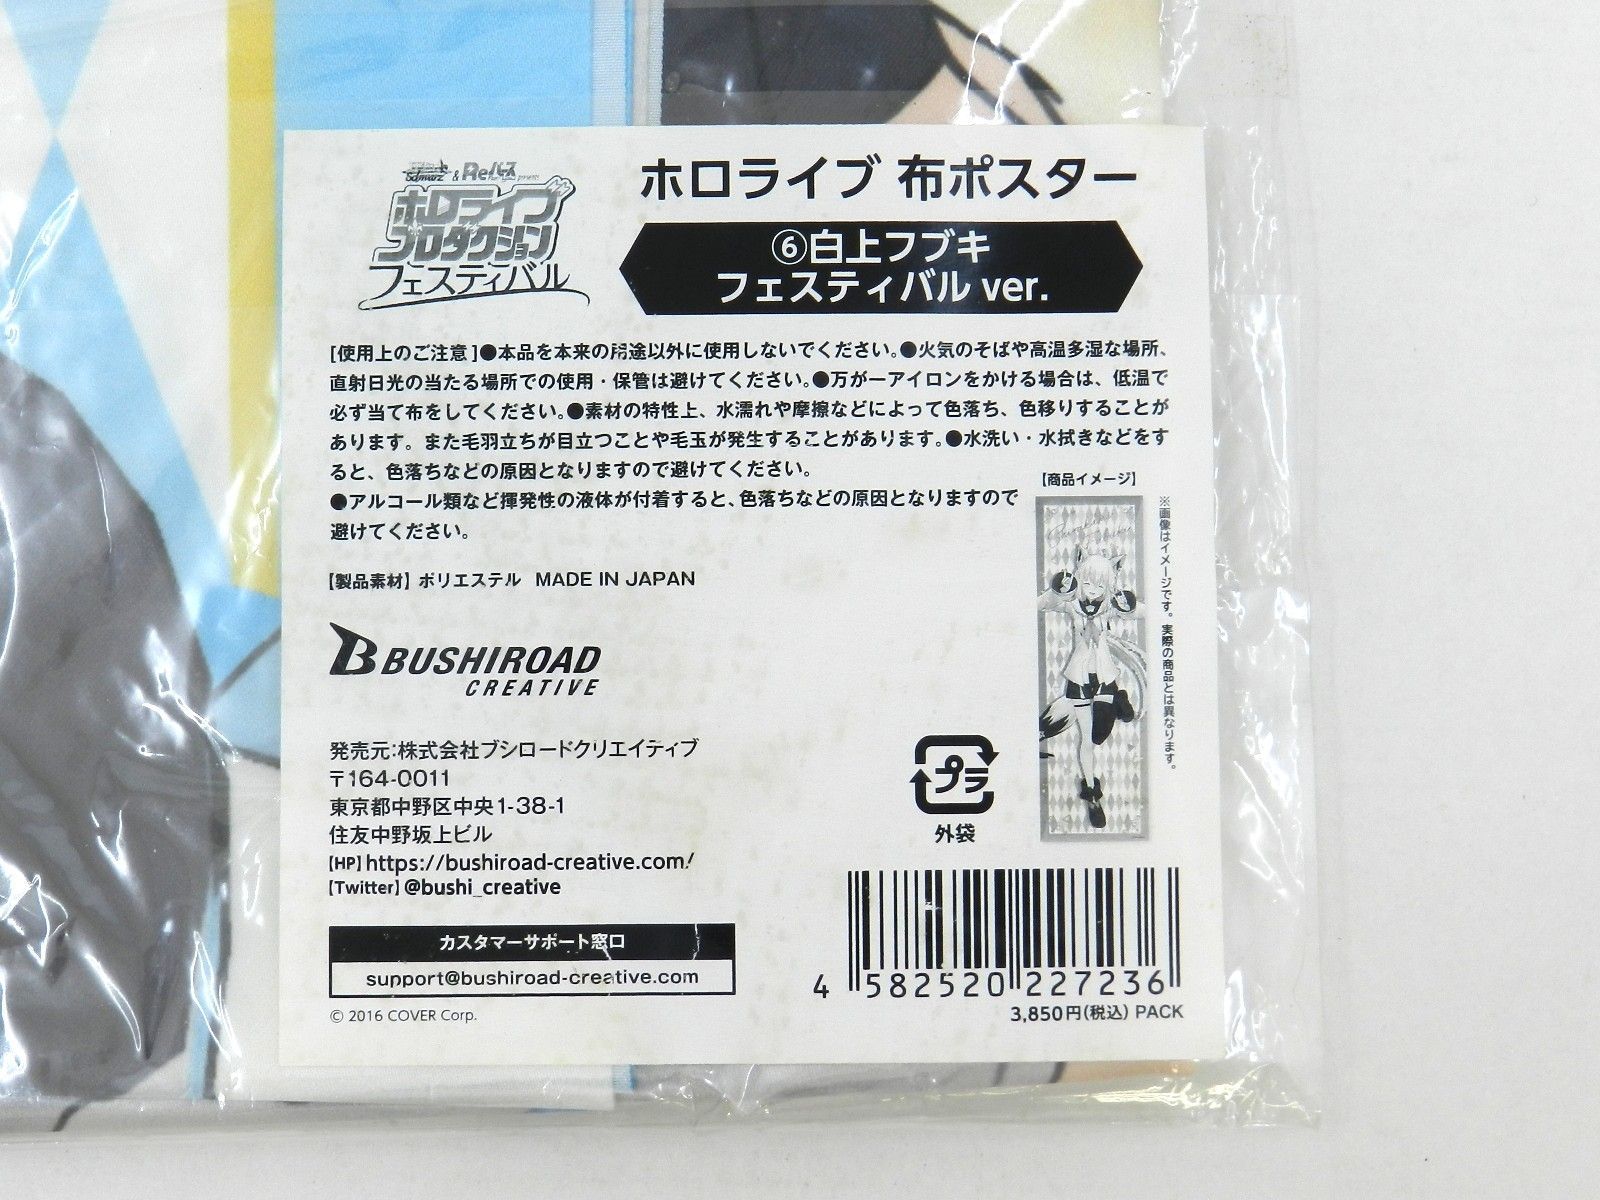 Schwarz & Reバース presents
ホロライブ
プロダクション
フェスティバル
ホロライブ 布ポスター
⑥白上フブキ
フェスティバル ver.
[使用上のご注意]●本品を本来の用途以外に使用しないでください。●火気のそばや高温多湿な場所、
直射日光の当たる場所での使用・保管は避けてください。●万が一アイロンをかける場合は、低温で
必ず当て布をしてください。●素材の特性上、水濡れや摩擦などによって色落ち、色移りすることが
あります。また毛羽立ちが目立つことや毛玉が発生することがあります。●水洗い・水拭きなどをす
ると、色落ちなどの原因となりますので避けてください。
●アルコール類など揮発性の液体が付着すると、色落ちなどの原因となりますので
避けてください。
【商品イメージ】
※画像はイメージです。実際の商品とは異なります。
【製品素材】ポリエステル MADE IN JAPAN
BUSHIROAD
CREATIVE
発売元:株式会社ブシロードクリエイティブ
〒164-0011
東京都中野区中央1-38-1
住友中野坂上ビル
【HP】https://bushiroad-creative.com/
【Twitter】@bushi_creative
プラ
外袋
カスタマーサポート窓口
support@bushiroad-creative.com
© 2016 COVER Corp.
4 582520 227236
3,850円(税込) PACK